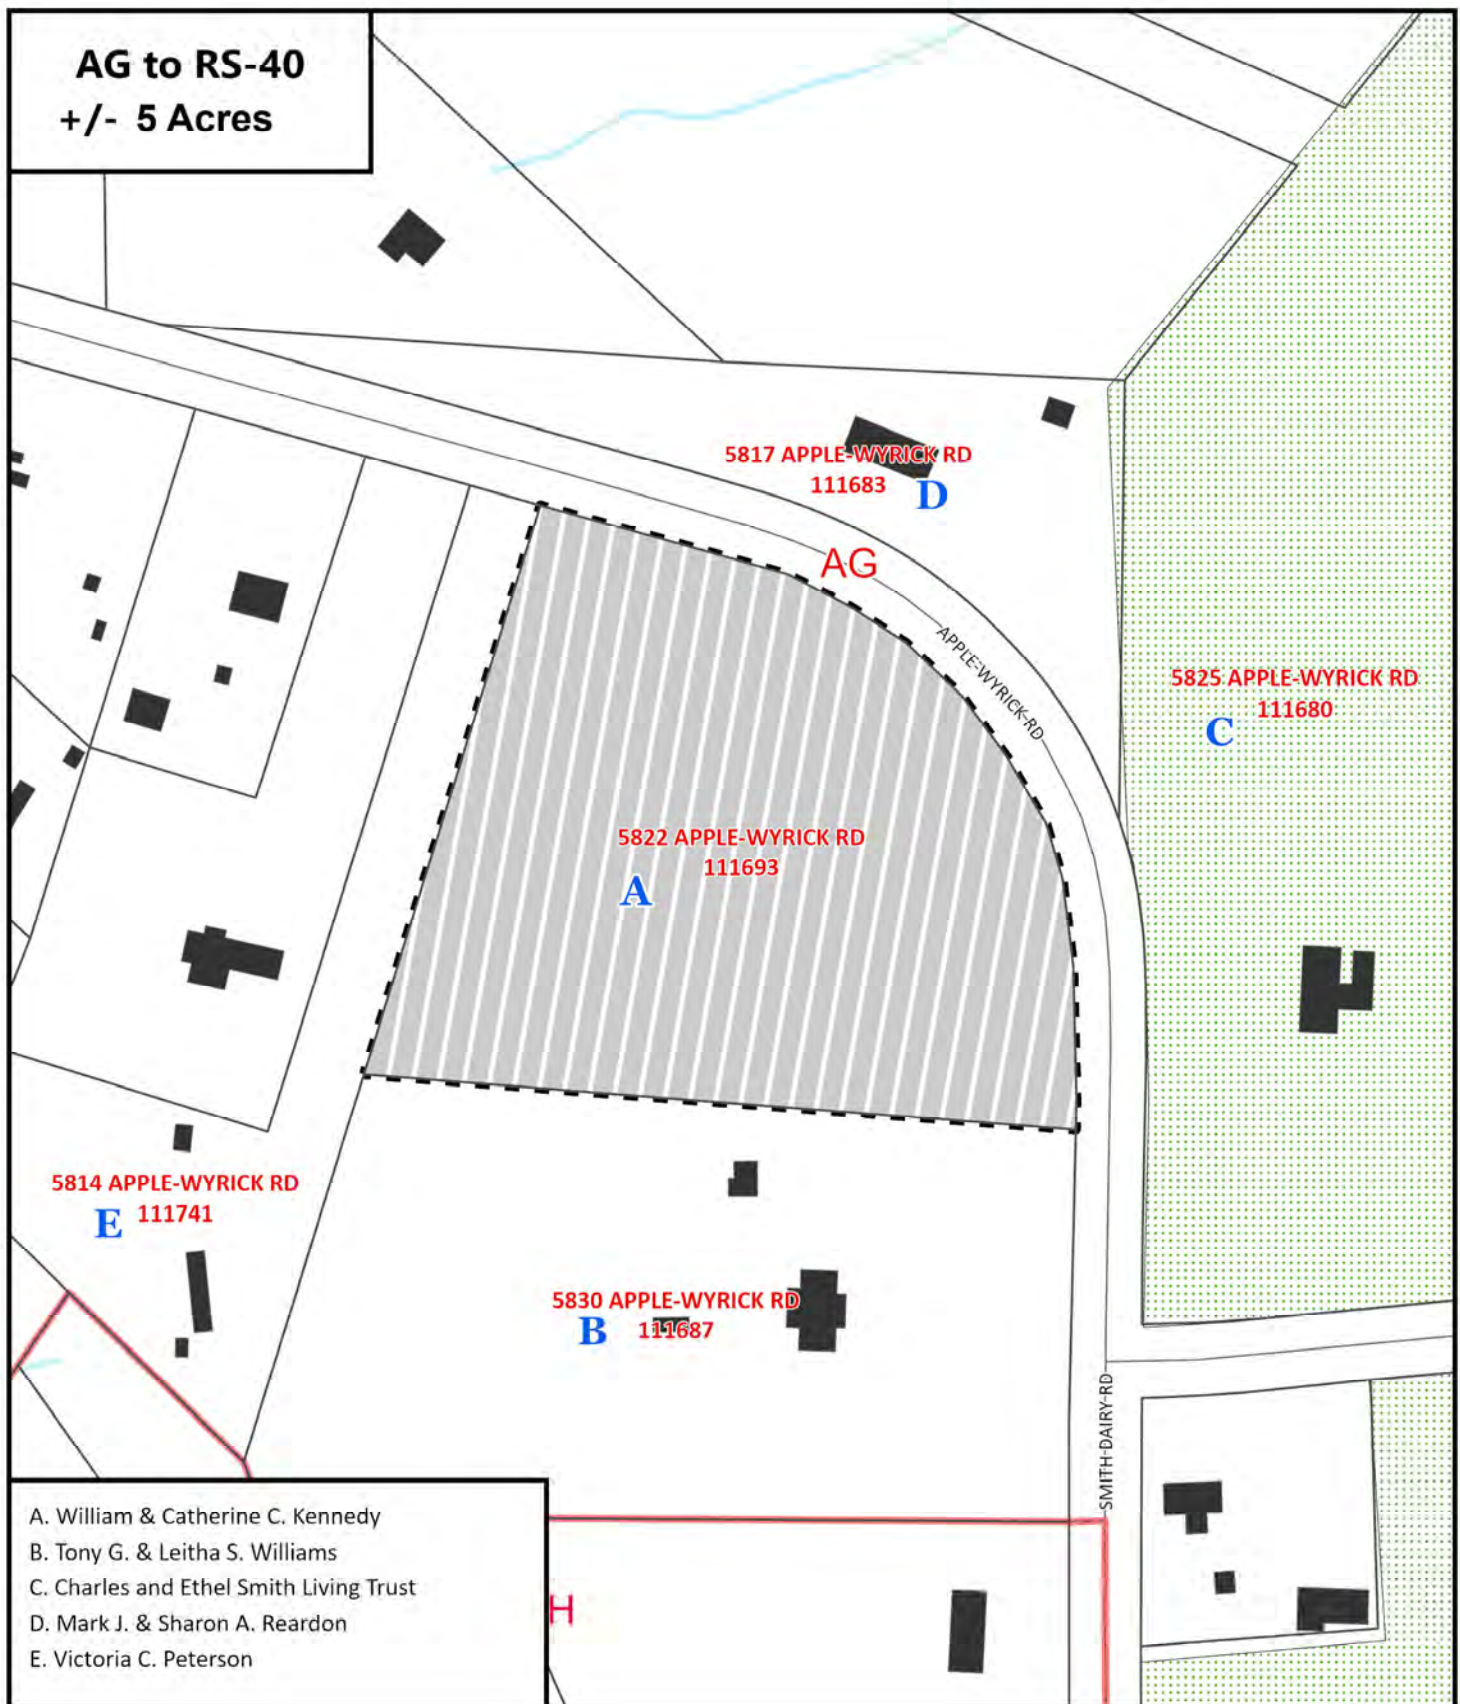 AG to RS-40
+/- 5 Acres
5817 APPLE-WYRICK RD
111683
D
AG
APPLE-WYRICK-RD
5825 APPLE-WYRICK RD
111680
C
5822 APPLE-WYRICK RD
111693
A
5814 APPLE-WYRICK RD
111741
E
5830 APPLE-WYRICK RD
111687
B
SMITH-DAIRY-RD
A. William & Catherine C. Kennedy
B. Tony G. & Leitha S. Williams
C. Charles and Ethel Smith Living Trust
D. Mark J. & Sharon A. Reardon
E. Victoria C. Peterson
H